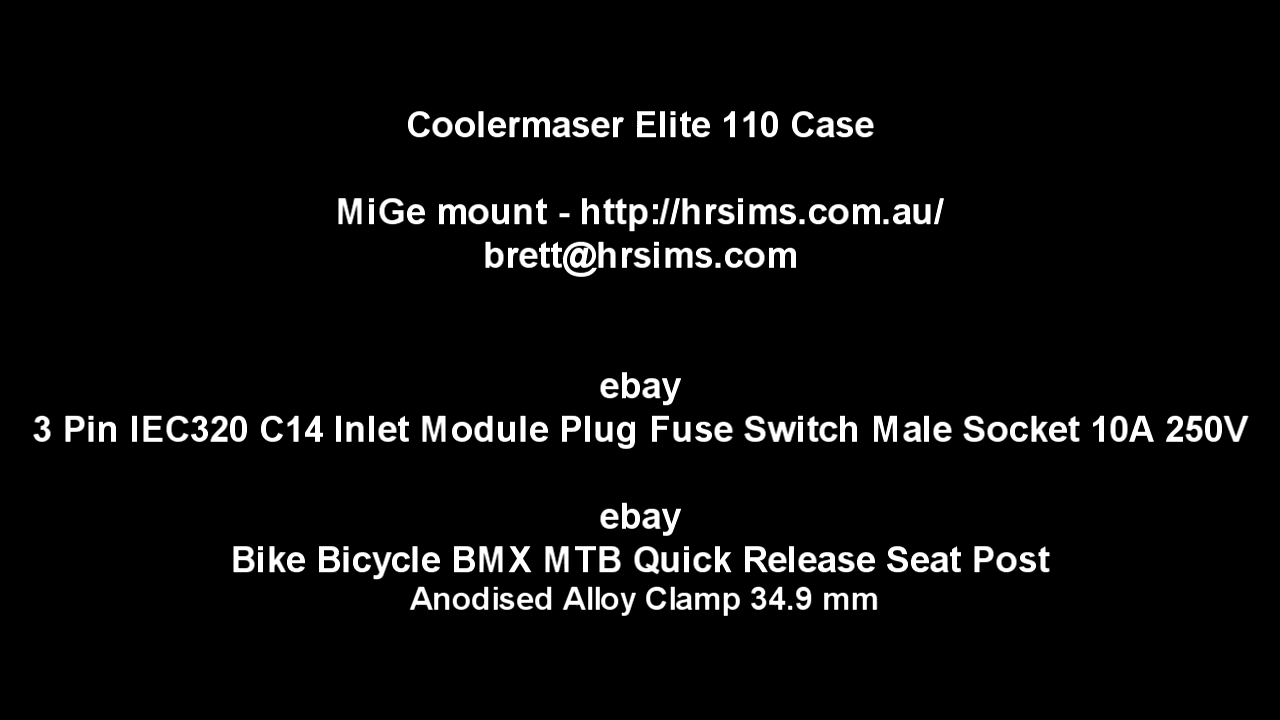 Coolermaser Elite 110 Case
MiGe mount - http://hrsims.com.au/
brett@hrsims.com
ebay
3 Pin IEC320 C14 Inlet Module Plug Fuse Switch Male Socket 10A 250V
ebay
Bike Bicycle BMX MTB Quick Release Seat Post
Anodised Alloy Clamp 34.9 mm